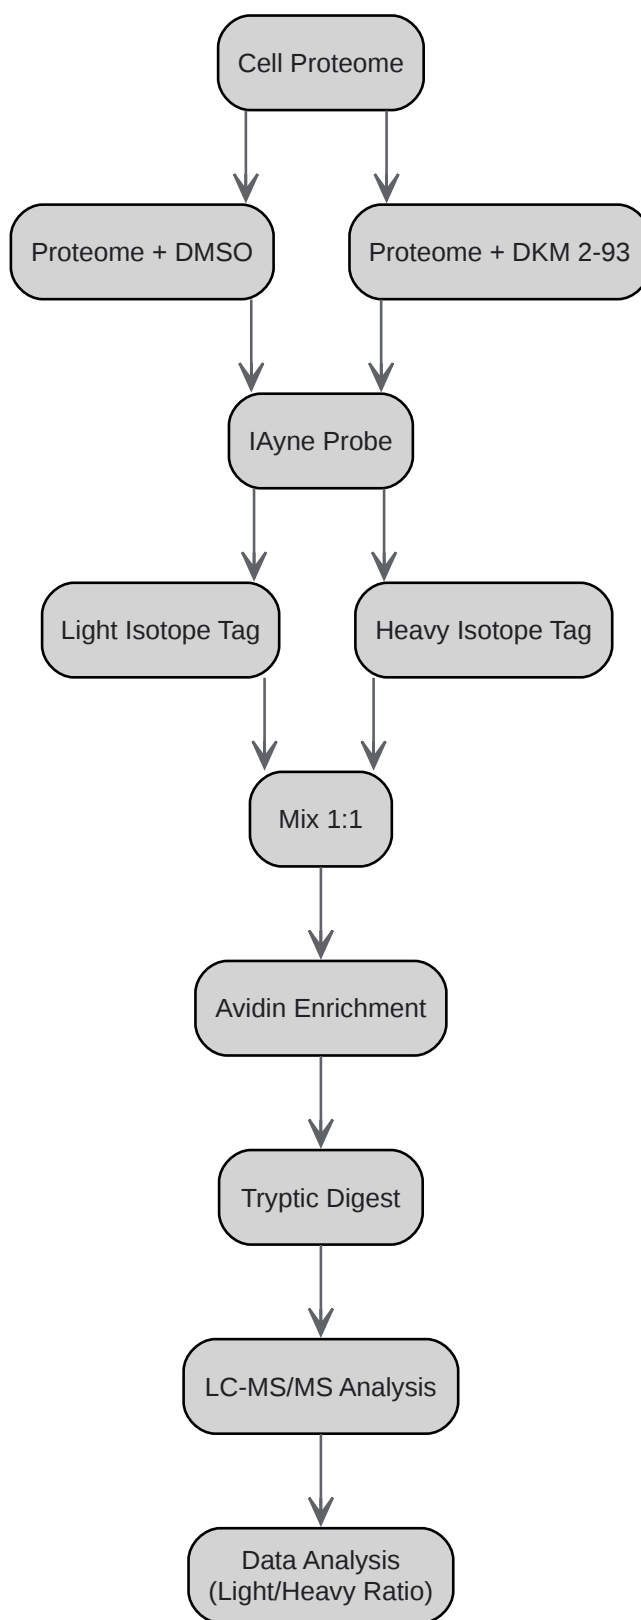 Cell Proteome
Proteome + DMSO
Proteome + DKM 2-93
IAyne Probe
Light Isotope Tag
Heavy Isotope Tag
Mix 1:1
Avidin Enrichment
Tryptic Digest
LC-MS/MS Analysis
Data Analysis
(Light/Heavy Ratio)